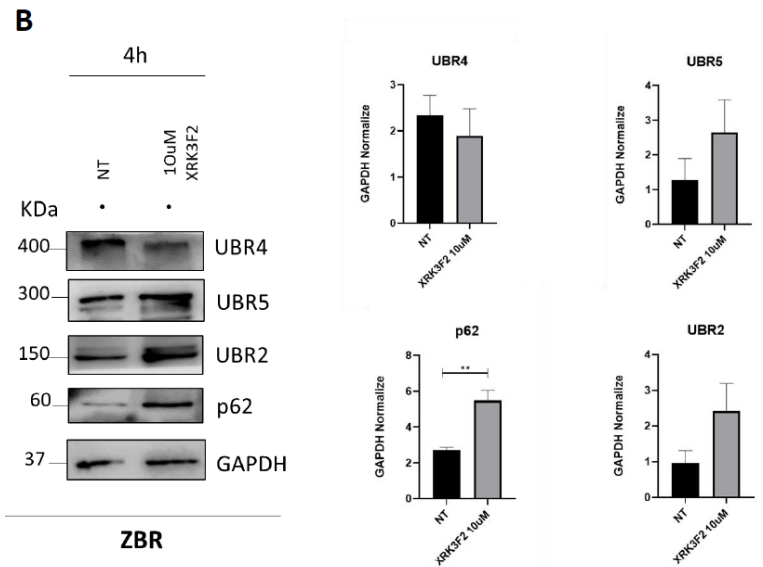 B
4h
NT
10uM
XRK3F2
KDa
400
UBR4
300
UBR5
150
UBR2
60
p62
37
GAPDH
ZBR
UBR4
GAPDH Normalize
3
2
1
0
NT
XRK3F2 10uM
UBR5
GAPDH Normalize
4
3
2
1
0
NT
XRK3F2 10uM
p62
GAPDH Normalize
8
6
4
2
0
**
NT
XRK3F2 10uM
UBR2
GAPDH Normalize
4
3
2
1
0
NT
XRK3F2 10uM